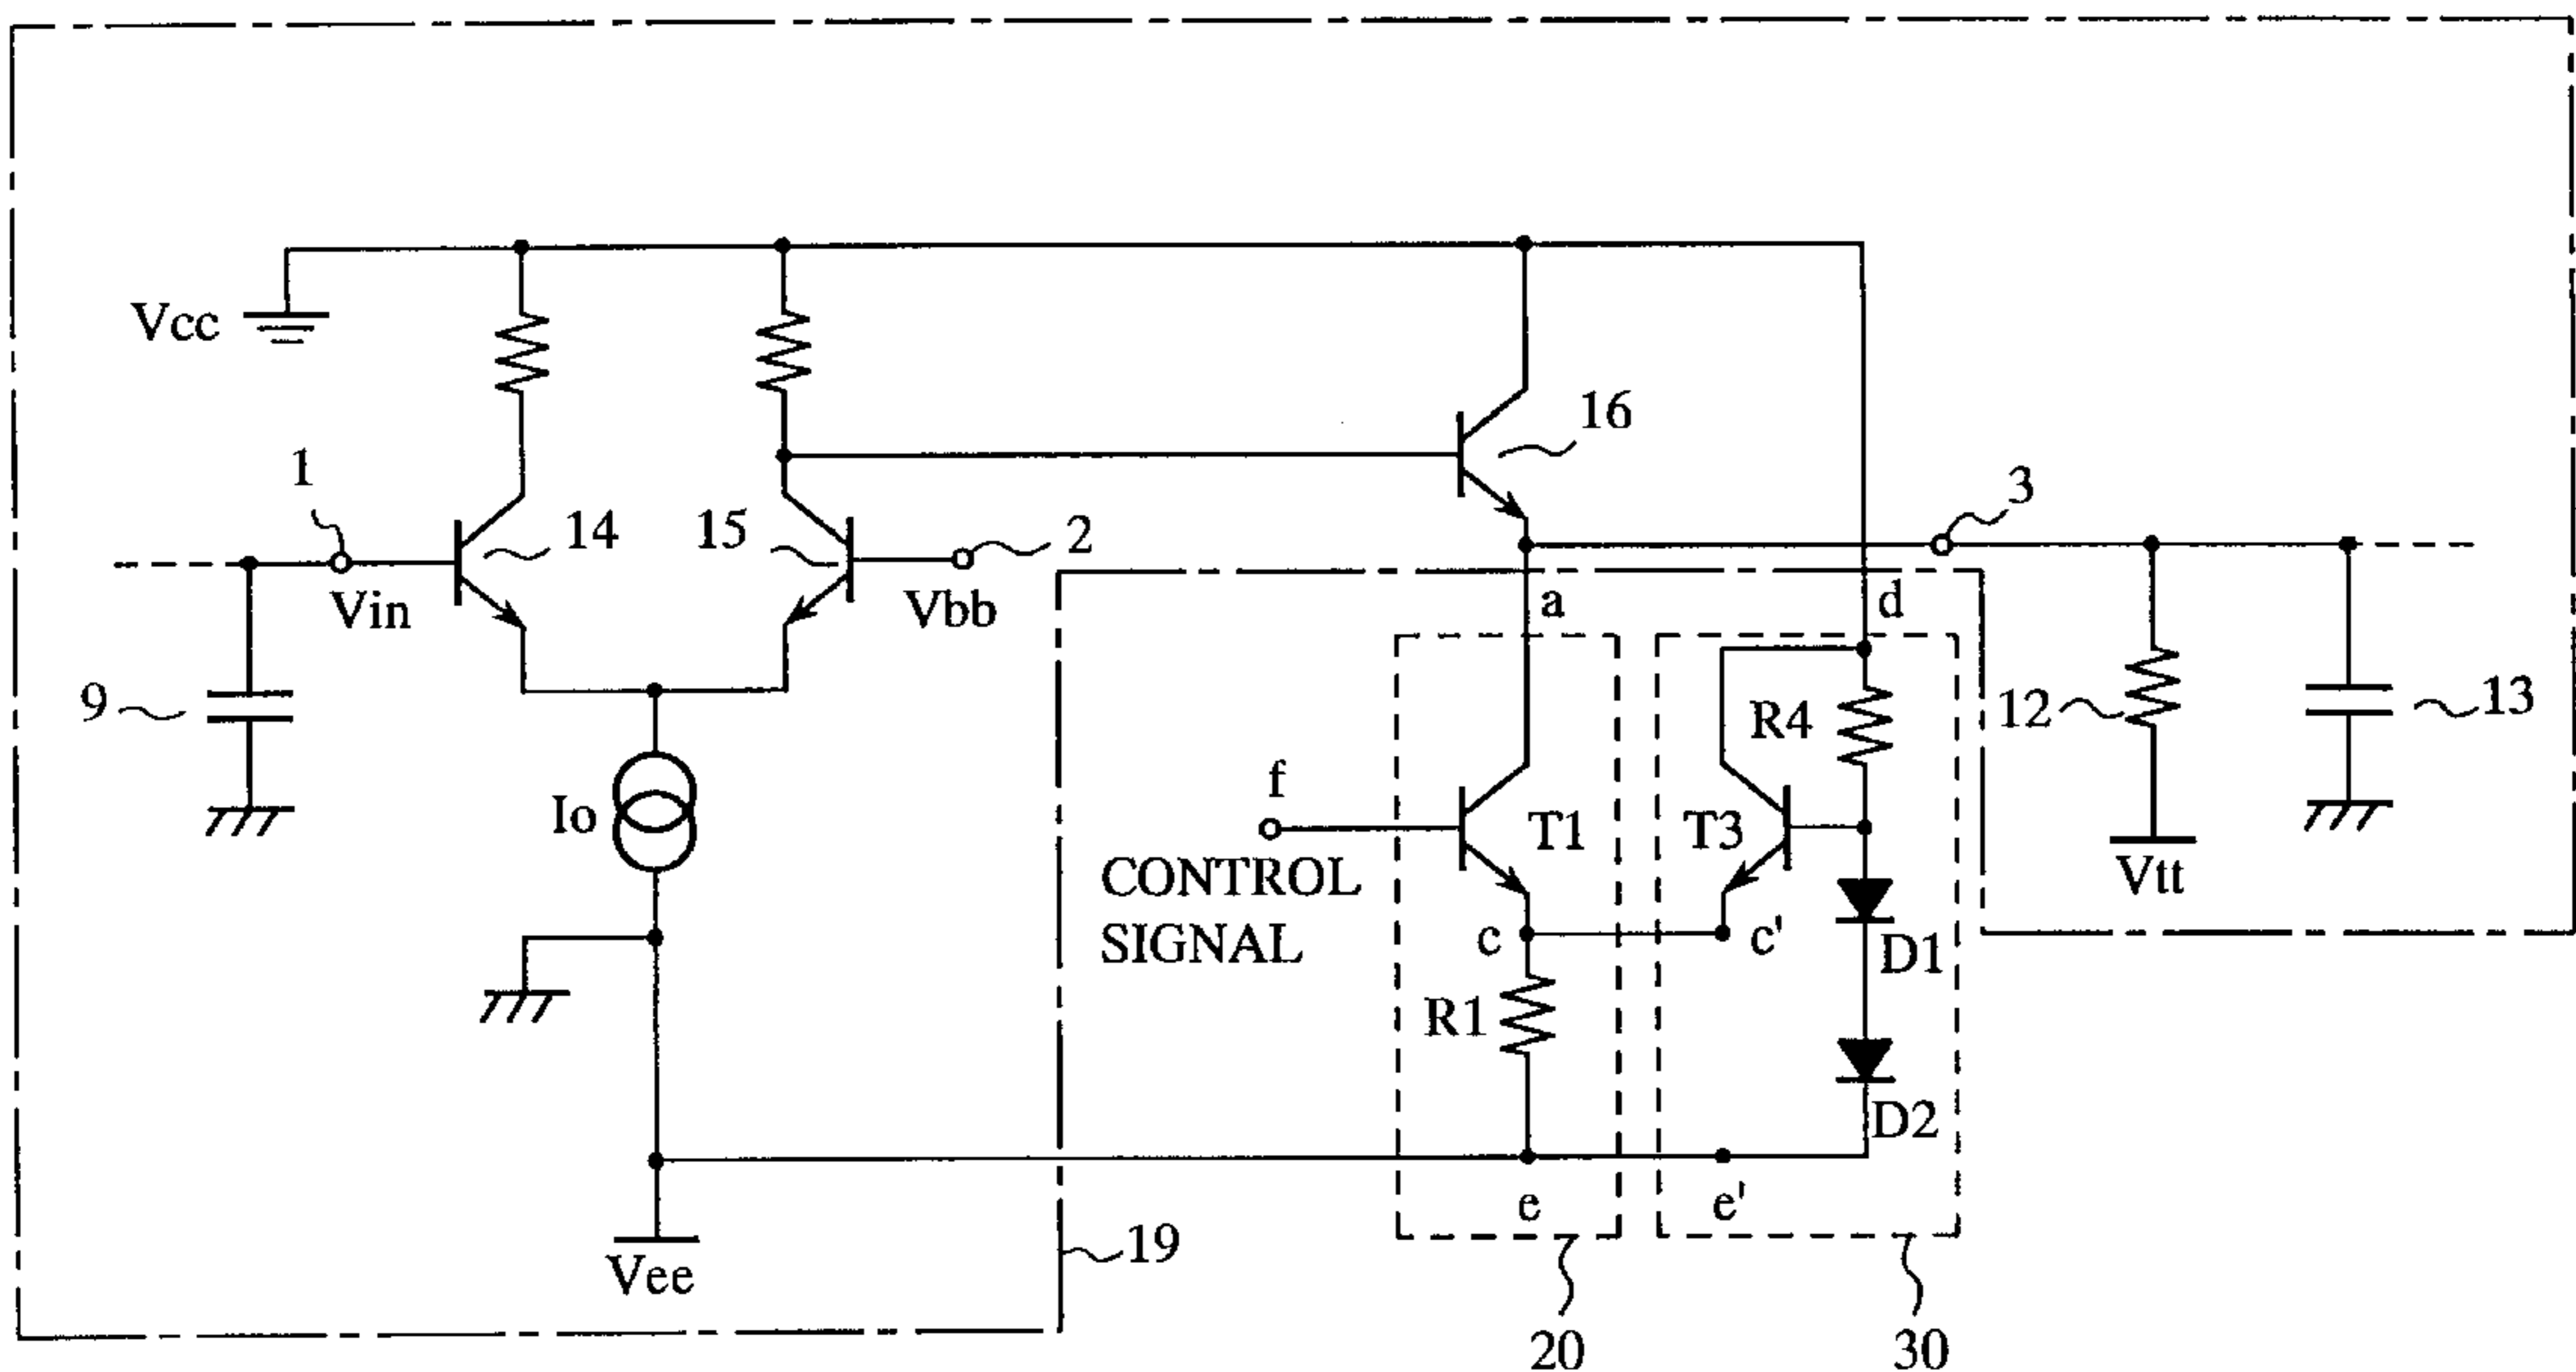 Vcc
16
1
14
15
2
3
Vin
Vbb
a
d
9
R4
12
13
f
Io
T1
T3
CONTROL
SIGNAL
Vtt
c
c'
D1
R1
D2
e
e'
Vee
19
20
30